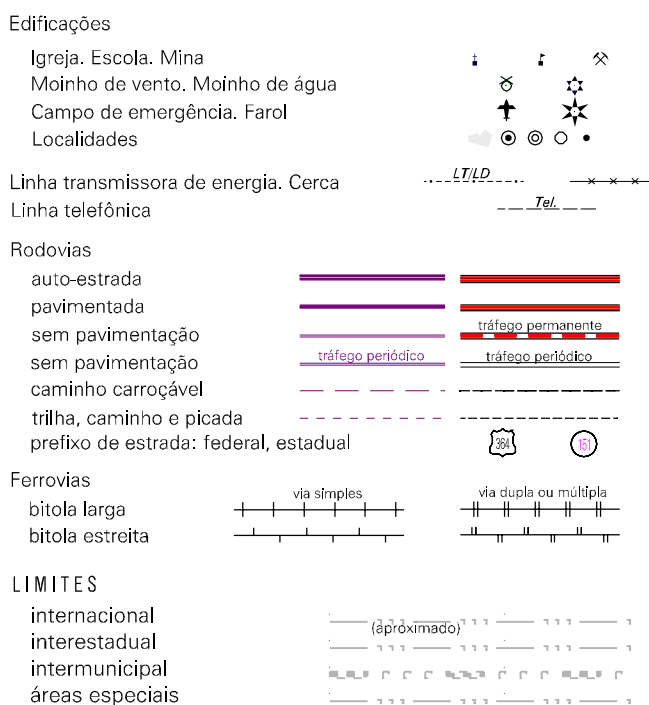 Edificações
Igreja. Escola. Mina
Moinho de vento. Moinho de água
Campo de emergência. Farol
Localidades
Linha transmissora de energia. Cerca LT/LD
Linha telefônica Tel.
Rodovias
auto-estrada
pavimentada
sem pavimentação tráfego permanente
sem pavimentação tráfego periódico tráfego periódico
caminho carroçável
trilha, caminho e picada
prefixo de estrada: federal, estadual 364 151
Ferrovias
via simples via dupla ou múltipla
bitola larga
bitola estreita
LIMITES
internacional
(aproximado)
interestadual
intermunicipal
áreas especiais